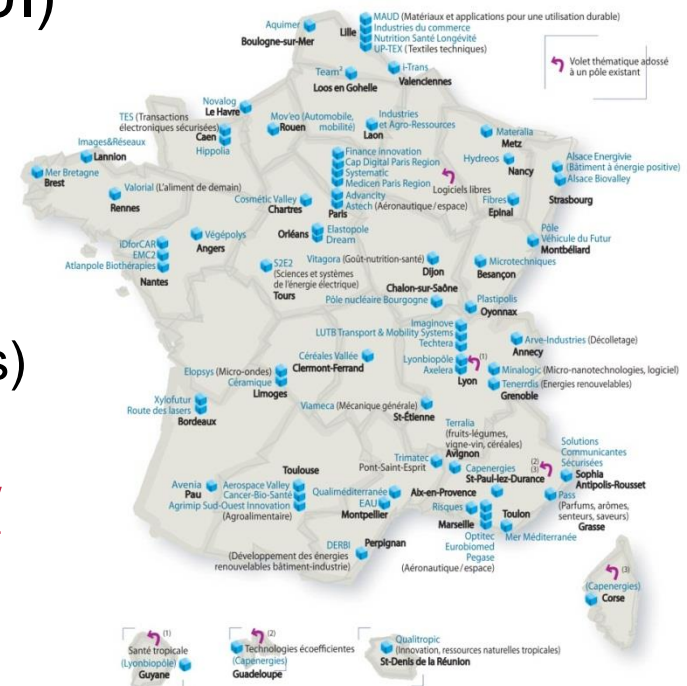 MAUD (Matériaux et applications pour une utilisation durable)
Industries du commerce
Nutrition Santé Longévité
UP-TEX (Textiles techniques)
Lille
Aquimer
Boulogne-sur-Mer
Team²
Loos en Gohelle
i-Trans
Valenciennes
Volet thématique adossé
à un pôle existant
Novalog
Le Havre
TES (Transactions
électroniques sécurisées)
Caen
Hippolia
Mov'eo (Automobile,
mobilité)
Rouen
Industries
et Agro-Ressources
Laon
Materalia
Metz
Hydreos
Nancy
Alsace Energivie
(Bâtiment à énergie positive)
Alsace Biovalley
Strasbourg
Images&Réseaux
Lannion
Mer Bretagne
Brest
Valorial (L'aliment de demain)
Rennes
Finance innovation
Cap Digital Paris Region
Systematic
Medicen Paris Region
Advancity
Astech (Aéronautique/espace)
Paris
Logiciels libres
Cosmetic Valley
Chartres
Fibres
Epinal
iDforCAR
EMC2
Atlanpole Biothérapies
Nantes
Végépolys
Angers
Elastopole
Dream
Orléans
Pôle
Véhicule du Futur
Montbéliard
S2E2
(Sciences et systèmes
de l'énergie électrique)
Tours
Vitagora (Goût-nutrition-santé)
Dijon
Microtechniques
Besançon
Chalon-sur-Saône
Pôle nucléaire Bourgogne
Plastipolis
Oyonnax
Imaginove
LUTB Transport & Mobility Systems
Techtera
Lyonbiopôle
Axelera
(1)
Lyon
Arve-Industries (Décolletage)
Annecy
Minalogic (Micro-nanotechnologies, logiciel)
Tenerrdis (Energies renouvelables)
Grenoble
Céréales Vallée
Clermont-Ferrand
Elopsys (Micro-ondes)
Céramique
Limoges
s)
Xylofutur
Route des lasers
Bordeaux
Viameca (Mécanique générale)
St-Étienne
Terralia
(fruits-légumes,
vigne-vin, céréales)
Avignon
Trimatec
Pont-Saint-Esprit
Capenergies
St-Paul-lez-Durance
(2)
(3)
Solutions
Communicantes
Sécurisées
Sophia
Antipolis-Rousset
Pass
(Parfums, arômes,
senteurs, saveurs)
Grasse
Toulouse
Aerospace Valley
Cancer-Bio-Santé
Agrimip Sud-Ouest Innovation
(Agroalimentaire)
Avenia
Pau
Qualiméditerranée
EAU
Montpellier
Aix-en-Provence
Risques
Marseille
Optitec
Eurobiomed
Pegase
(Aéronautique/espace)
Toulon
Mer Méditerranée
DERBI
(Développement des énergies
renouvelables bâtiment-industrie)
Perpignan
(3)
(Capenergies)
Corse
(1)
Santé tropicale
(Lyonbiopôle)
Guyane
(2)
Technologies écoefficientes
(Capenergies)
Guadeloupe
Qualitropic
(Innovation, ressources naturelles tropicales)
St-Denis de la Réunion